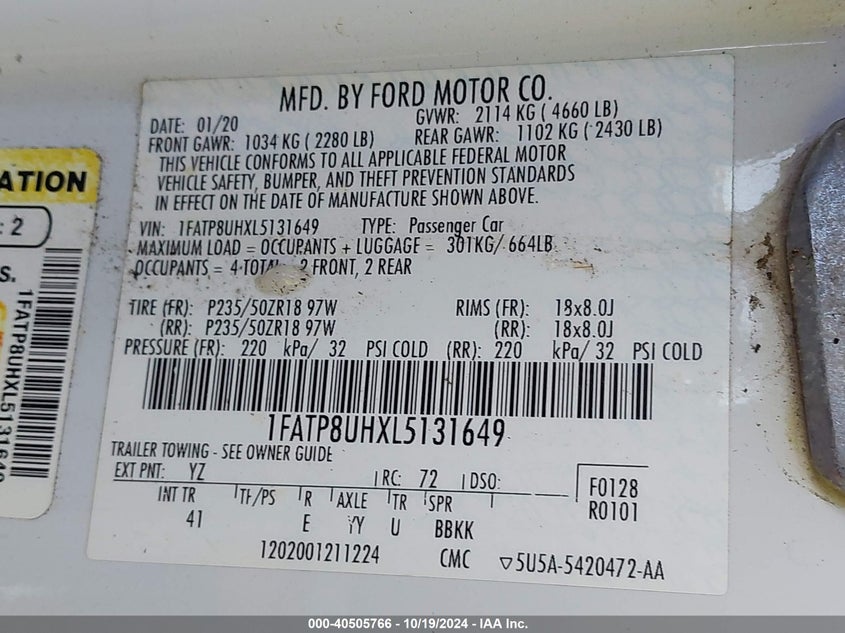 MFD. BY FORD MOTOR CO.
DATE: 01/20 GVWR: 2114 KG ( 4660 LB)
FRONT GAWR: 1034 KG ( 2280 LB) REAR GAWR: 1102 KG ( 2430 LB)
THIS VEHICLE CONFORMS TO ALL APPLICABLE FEDERAL MOTOR
VEHICLE SAFETY, BUMPER, AND THEFT PREVENTION STANDARDS
IN EFFECT ON THE DATE OF MANUFACTURE SHOWN ABOVE.
VIN: 1FATP8UHXL5131649 TYPE: Passenger Car
MAXIMUM LOAD = OCCUPANTS + LUGGAGE = 301KG/ 664LB
OCCUPANTS = 4 TOTAL 2 FRONT, 2 REAR
TIRE (FR): P235/50ZR18 97W RIMS (FR): 18x8.0J
(RR): P235/50ZR18 97W (RR): 18x8.0J
PRESSURE (FR): 220 kPa/ 32 PSI COLD (RR): 220 kPa/ 32 PSI COLD
1FATP8UHXL5131649
TRAILER TOWING - SEE OWNER GUIDE
EXT PNT: YZ RC: 72 DSO: F0128
INT TR TP/PS R AXLE TR SPR R0101
41 E YY U BBKK
1202001211224 CMC ▽5U5A-5420472-AA
ATION
: 2
S.
1FATP8UHXL5131649
000-40505766 - 10/19/2024 - IAA Inc.